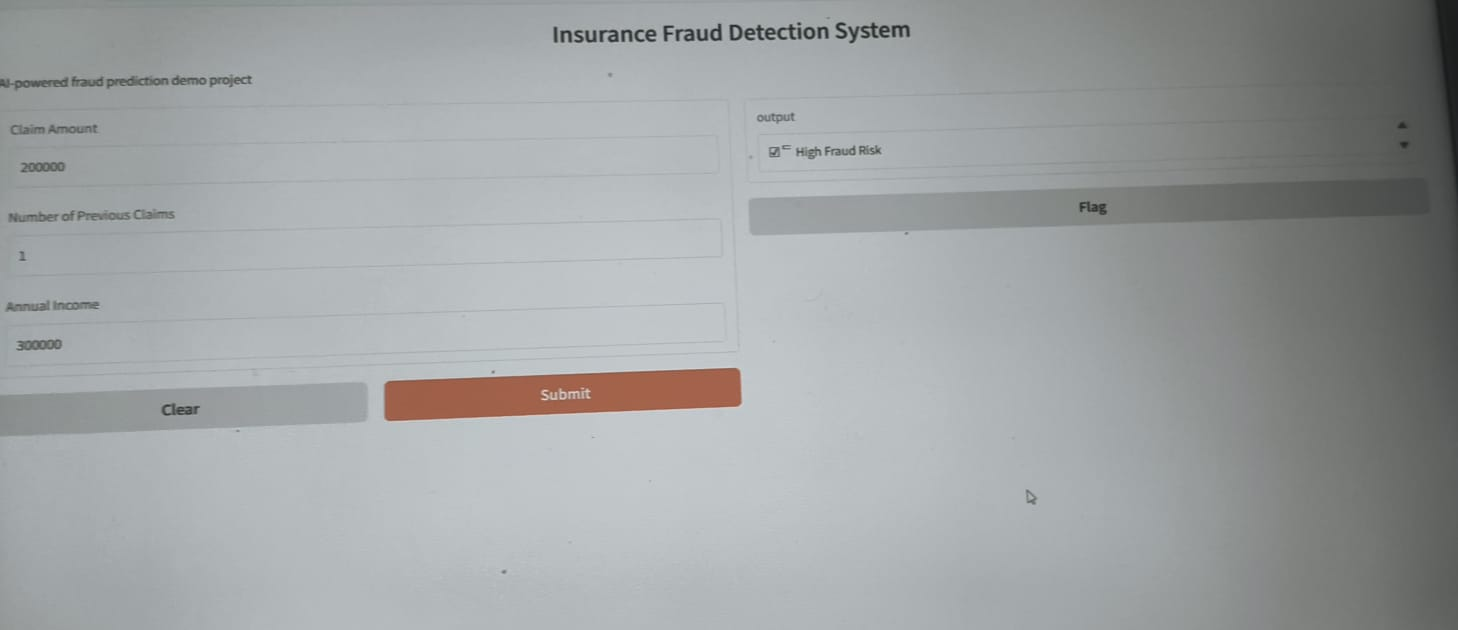 Insurance Fraud Detection System
AI-powered fraud prediction demo project
Claim Amount
200000
Number of Previous Claims
1
Annual Income
300000
Clear
Submit
output
High Fraud Risk
Flag